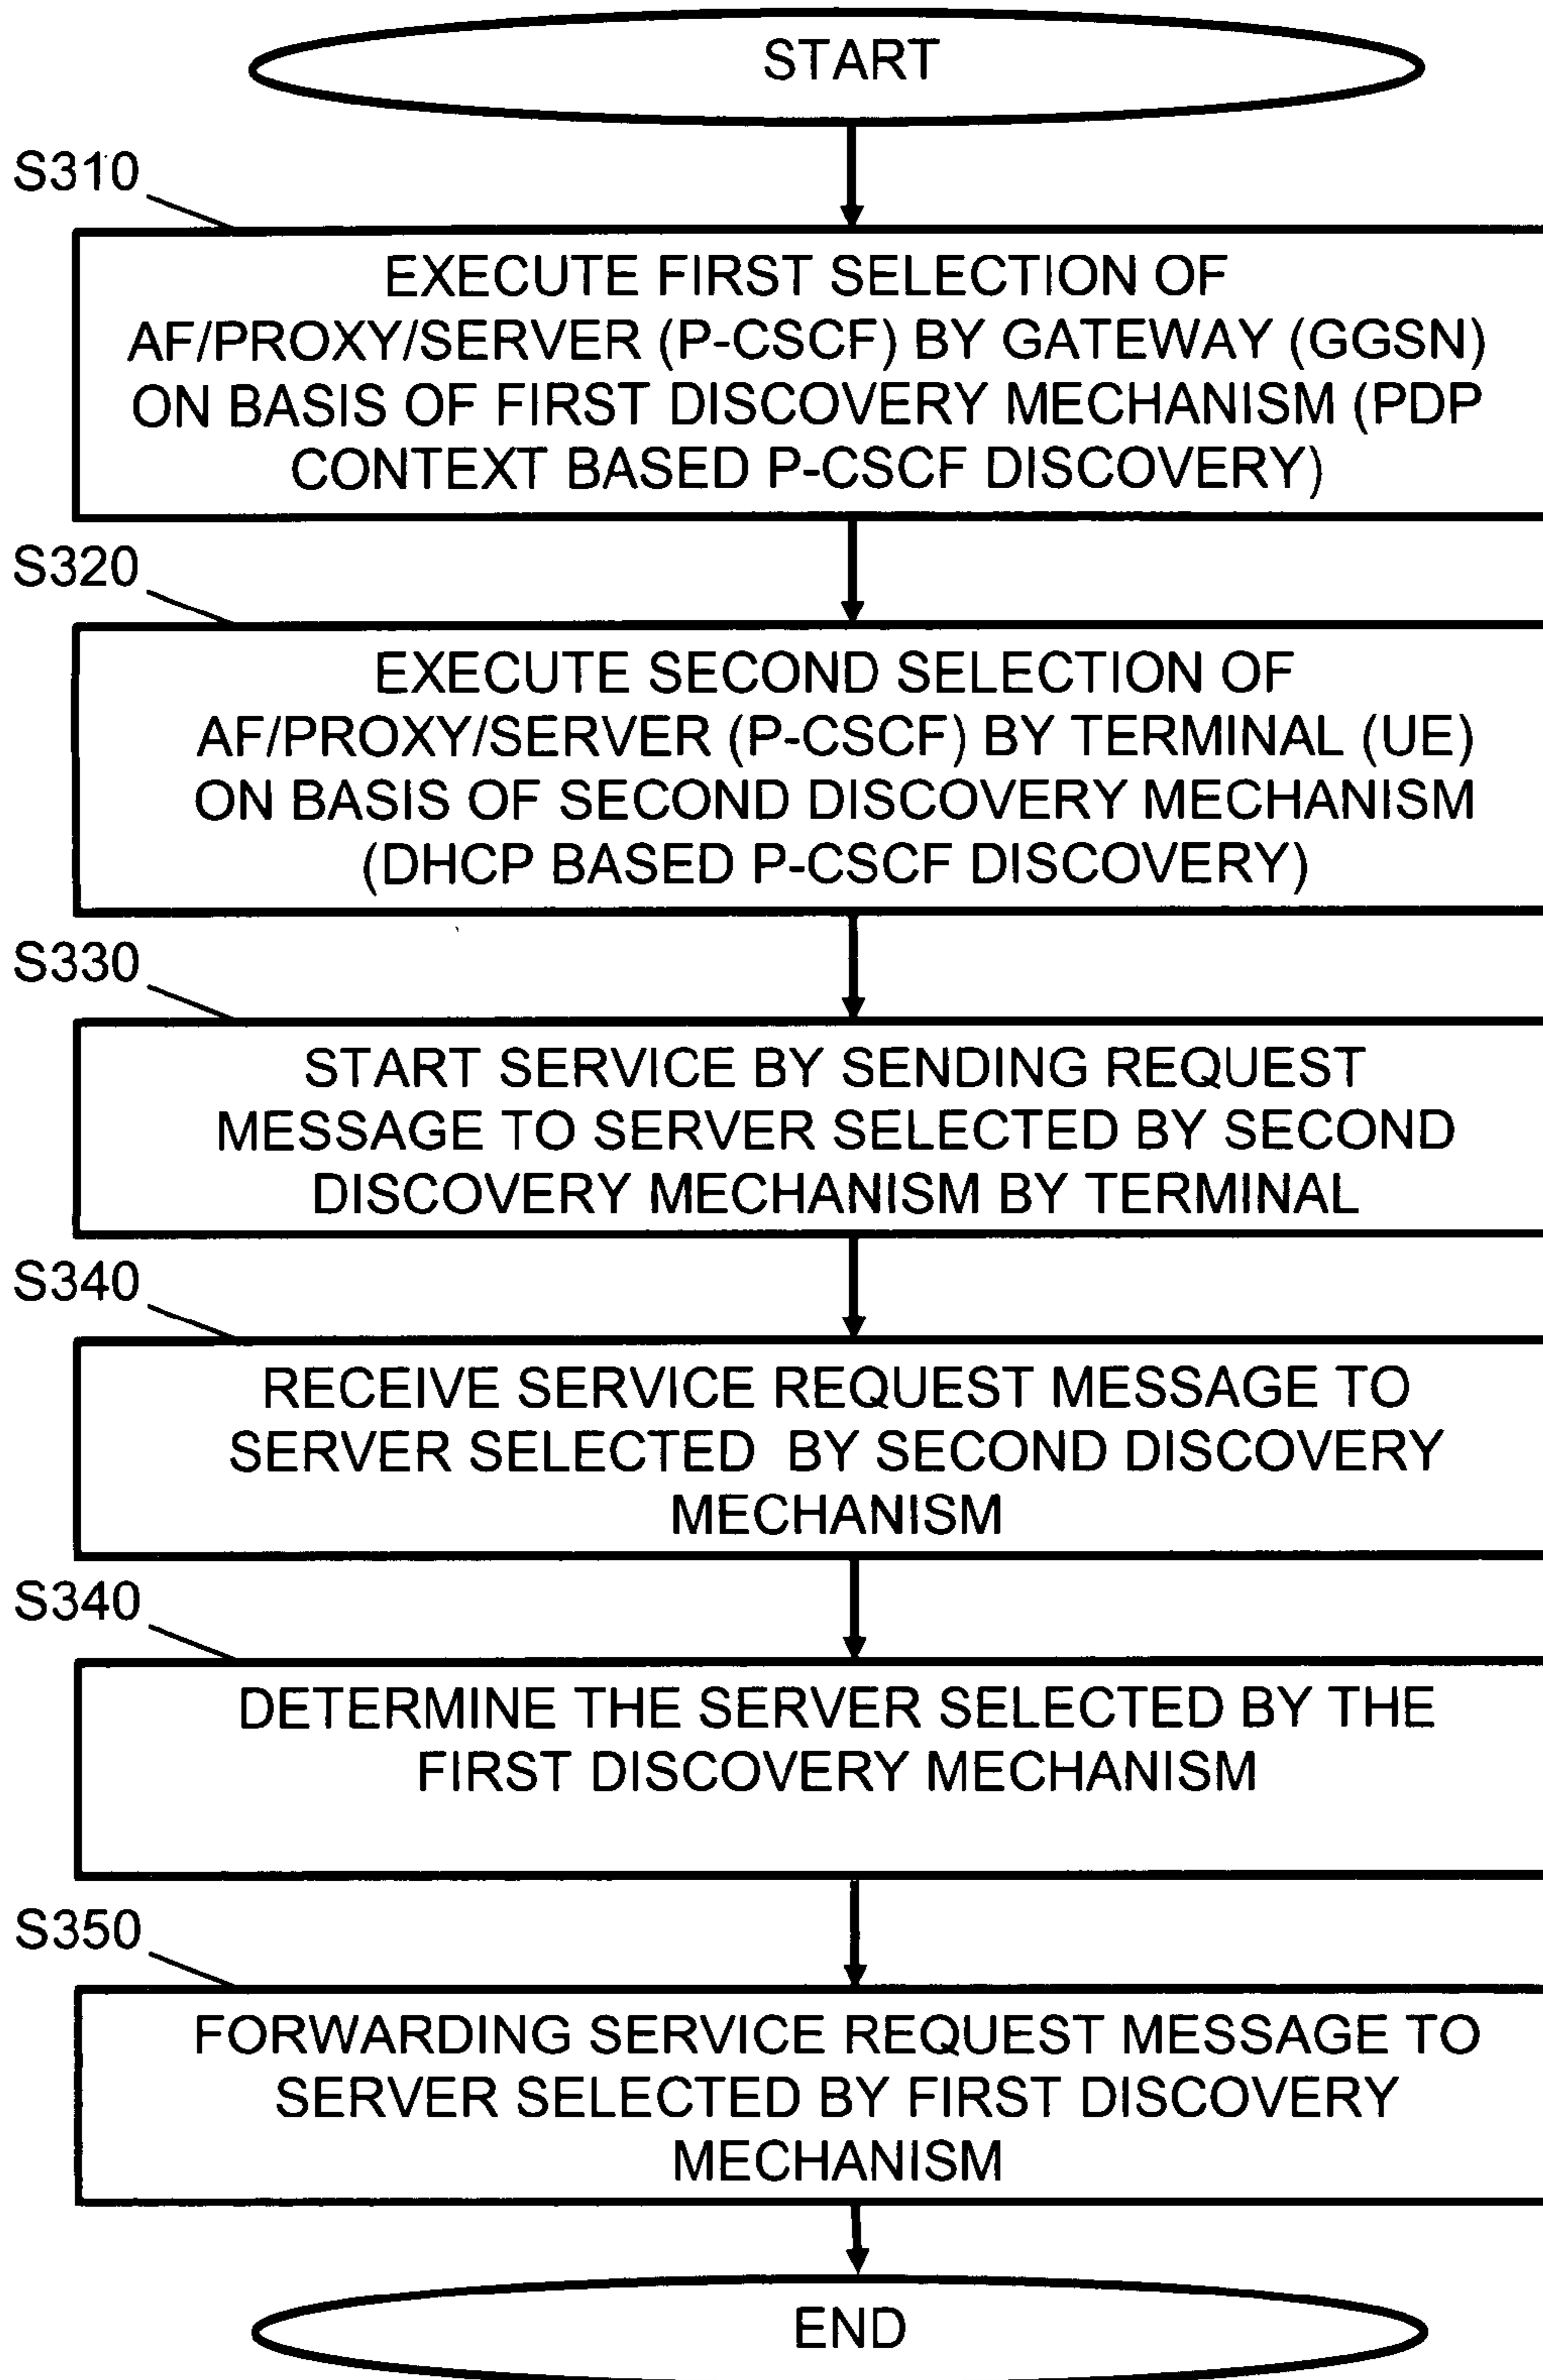 START
S310
EXECUTE FIRST SELECTION OF
AF/PROXY/SERVER (P-CSCF) BY GATEWAY (GGSN)
ON BASIS OF FIRST DISCOVERY MECHANISM (PDP
CONTEXT BASED P-CSCF DISCOVERY)
S320
EXECUTE SECOND SELECTION OF
AF/PROXY/SERVER (P-CSCF) BY TERMINAL (UE)
ON BASIS OF SECOND DISCOVERY MECHANISM
(DHCP BASED P-CSCF DISCOVERY)
S330
START SERVICE BY SENDING REQUEST
MESSAGE TO SERVER SELECTED BY SECOND
DISCOVERY MECHANISM BY TERMINAL
S340
RECEIVE SERVICE REQUEST MESSAGE TO
SERVER SELECTED BY SECOND DISCOVERY
MECHANISM
S340
DETERMINE THE SERVER SELECTED BY THE
FIRST DISCOVERY MECHANISM
S350
FORWARDING SERVICE REQUEST MESSAGE TO
SERVER SELECTED BY FIRST DISCOVERY
MECHANISM
END